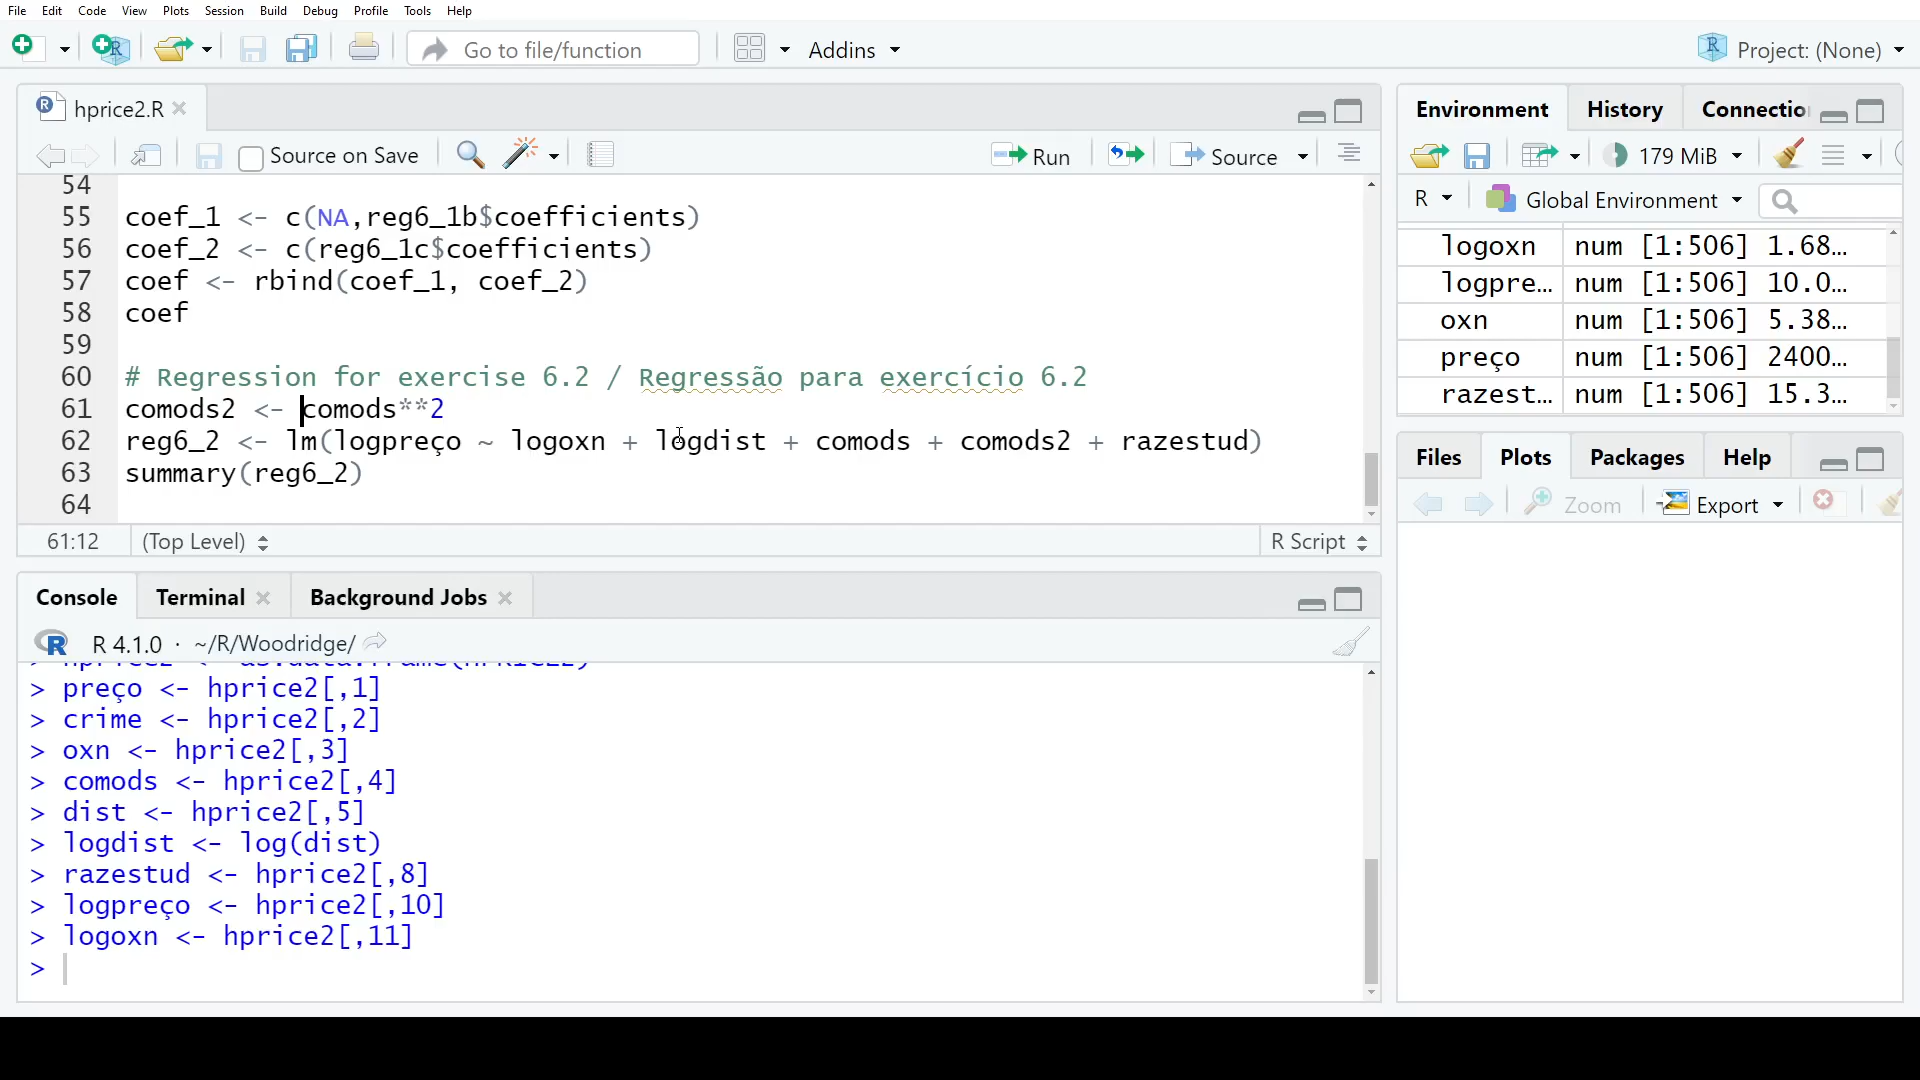 File Edit Code View Plots Session Build Debug Profile Tools Help
Go to file/function Addins Project: (None)
hprice2.R
Source on Save Run Source
54
55 coef_1 <- c(NA,reg6_1b$coefficients)
56 coef_2 <- c(reg6_1c$coefficients)
57 coef <- rbind(coef_1, coef_2)
58 coef
59
60 # Regression for exercise 6.2 / Regressão para exercício 6.2
61 comods2 <- comods**2
62 reg6_2 <- lm(logpreço ~ logoxn + logdist + comods + comods2 + razestud)
63 summary(reg6_2)
64
61:12 (Top Level) R Script
Console Terminal Background Jobs
R 4.1.0 · ~/R/Woodridge/
> preço <- hprice2[,1]
> crime <- hprice2[,2]
> oxn <- hprice2[,3]
> comods <- hprice2[,4]
> dist <- hprice2[,5]
> logdist <- log(dist)
> razestud <- hprice2[,8]
> logpreço <- hprice2[,10]
> logoxn <- hprice2[,11]
>
Environment History Connectio
179 MiB
R Global Environment
logoxn num [1:506] 1.68…
logpre… num [1:506] 10.0…
oxn num [1:506] 5.38…
preço num [1:506] 2400…
razest… num [1:506] 15.3…
Files Plots Packages Help
Zoom Export